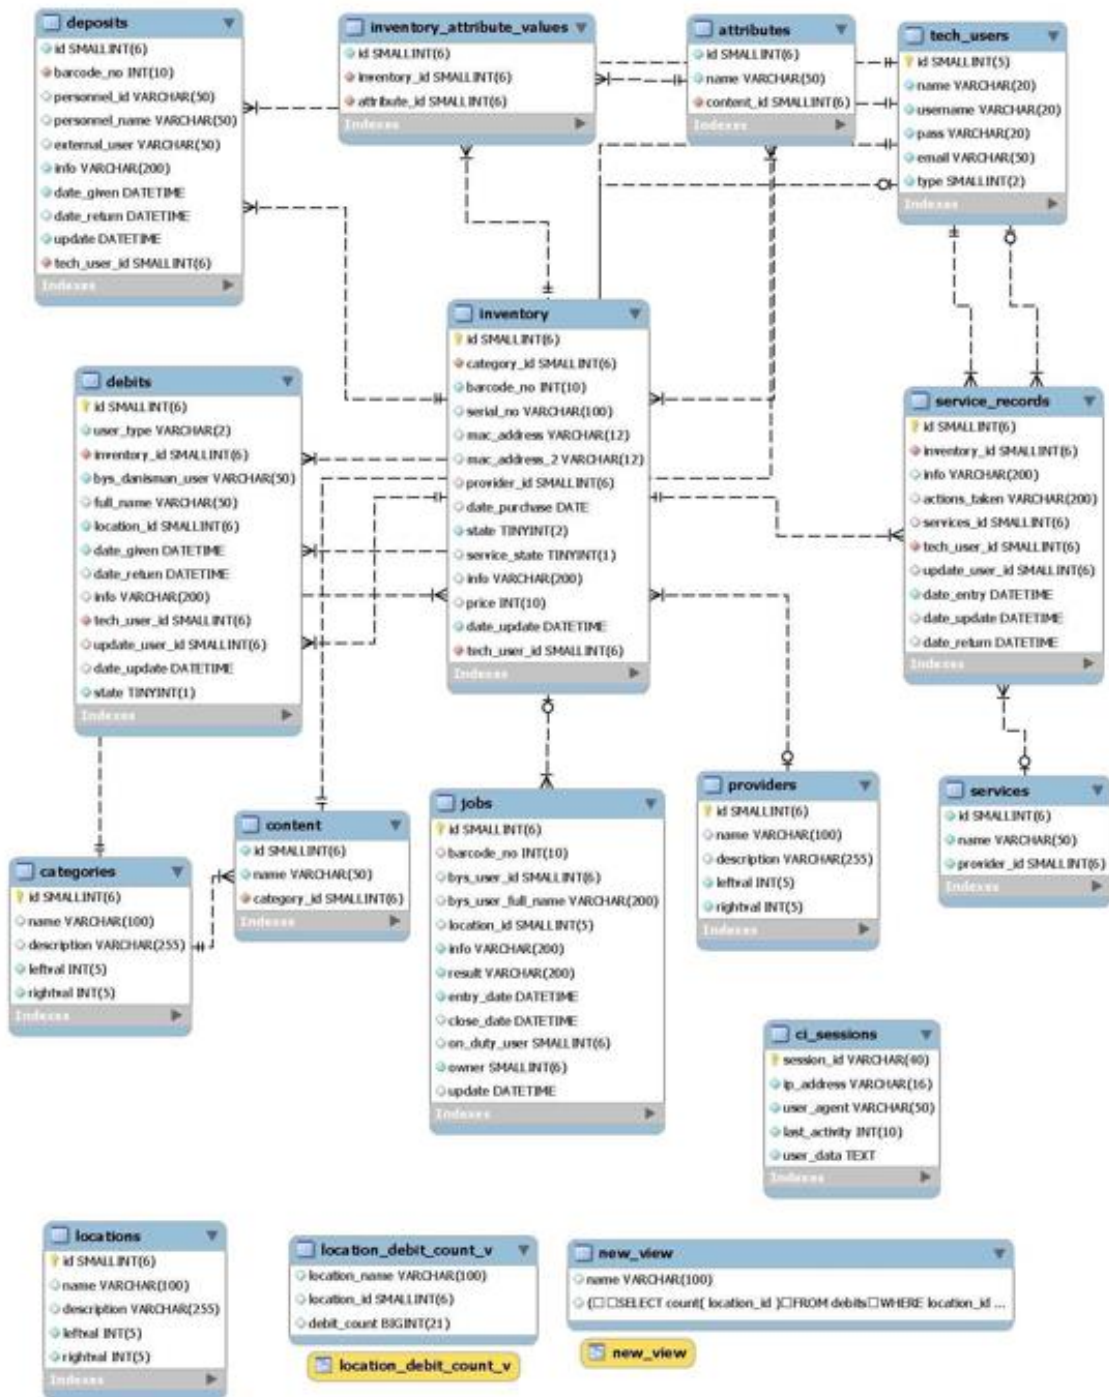 deposits
id SMALLINT(6)
barcode_no INT(10)
personnel_id VARCHAR(50)
personnel_name VARCHAR(50)
external_user VARCHAR(50)
info VARCHAR(200)
date_given DATETIME
date_return DATETIME
update DATETIME
tech_user_id SMALLINT(6)
Indexes
inventory_attribute_values
id SMALLINT(6)
inventory_id SMALLINT(6)
attribute_id SMALLINT(6)
Indexes
attributes
id SMALLINT(6)
name VARCHAR(50)
content_id SMALLINT(6)
Indexes
tech_users
id SMALLINT(5)
name VARCHAR(20)
username VARCHAR(20)
pass VARCHAR(20)
email VARCHAR(50)
type SMALLINT(2)
Indexes
inventory
id SMALLINT(6)
category_id SMALLINT(6)
barcode_no INT(10)
serial_no VARCHAR(100)
mac_address VARCHAR(12)
mac_address_2 VARCHAR(12)
provider_id SMALLINT(6)
date_purchase DATE
state TINYINT(2)
service_state TINYINT(1)
info VARCHAR(200)
price INT(10)
date_update DATETIME
tech_user_id SMALLINT(6)
Indexes
debits
id SMALLINT(6)
user_type VARCHAR(2)
inventory_id SMALLINT(6)
bys_danisman_user VARCHAR(50)
full_name VARCHAR(50)
location_id SMALLINT(6)
date_given DATETIME
date_return DATETIME
info VARCHAR(200)
tech_user_id SMALLINT(6)
update_user_id SMALLINT(6)
date_update DATETIME
state TINYINT(1)
Indexes
service_records
id SMALLINT(6)
inventory_id SMALLINT(6)
info VARCHAR(200)
actions_taken VARCHAR(200)
services_id SMALLINT(6)
tech_user_id SMALLINT(6)
update_user_id SMALLINT(6)
date_entry DATETIME
date_update DATETIME
date_return DATETIME
Indexes
categories
id SMALLINT(6)
name VARCHAR(100)
description VARCHAR(255)
leftval INT(5)
rightval INT(5)
Indexes
content
id SMALLINT(6)
name VARCHAR(50)
category_id SMALLINT(6)
Indexes
jobs
id SMALLINT(6)
barcode_no INT(10)
bys_user_id SMALLINT(6)
bys_user_full_name VARCHAR(200)
location_id SMALLINT(5)
info VARCHAR(200)
result VARCHAR(200)
entry_date DATETIME
close_date DATETIME
on_duty_user SMALLINT(6)
owner SMALLINT(6)
update DATETIME
Indexes
providers
id SMALLINT(6)
name VARCHAR(100)
description VARCHAR(255)
leftval INT(5)
rightval INT(5)
Indexes
services
id SMALLINT(6)
name VARCHAR(50)
provider_id SMALLINT(6)
Indexes
ci_sessions
session_id VARCHAR(40)
ip_address VARCHAR(16)
user_agent VARCHAR(50)
last_activity INT(10)
user_data TEXT
Indexes
locations
id SMALLINT(6)
name VARCHAR(100)
description VARCHAR(255)
leftval INT(5)
rightval INT(5)
Indexes
location_debit_count_v
location_name VARCHAR(100)
location_id SMALLINT(6)
debit_count BIGINT(21)
location_debit_count_v
new_view
name VARCHAR(100)
(□ □SELECT count( location_id )□FROM debits□WHERE location_id ...
new_view